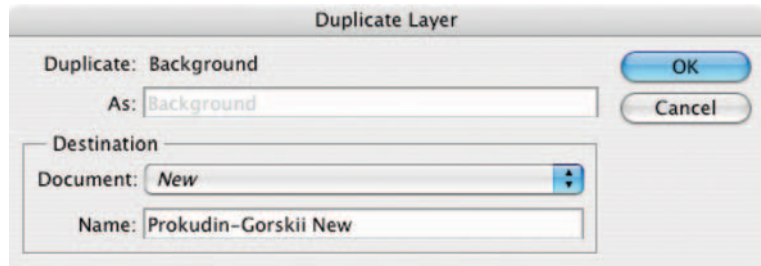 Duplicate Layer
Duplicate: Background
OK
As: Background
Cancel
Destination
Document: New
Name: Prokudin-Gorskii New